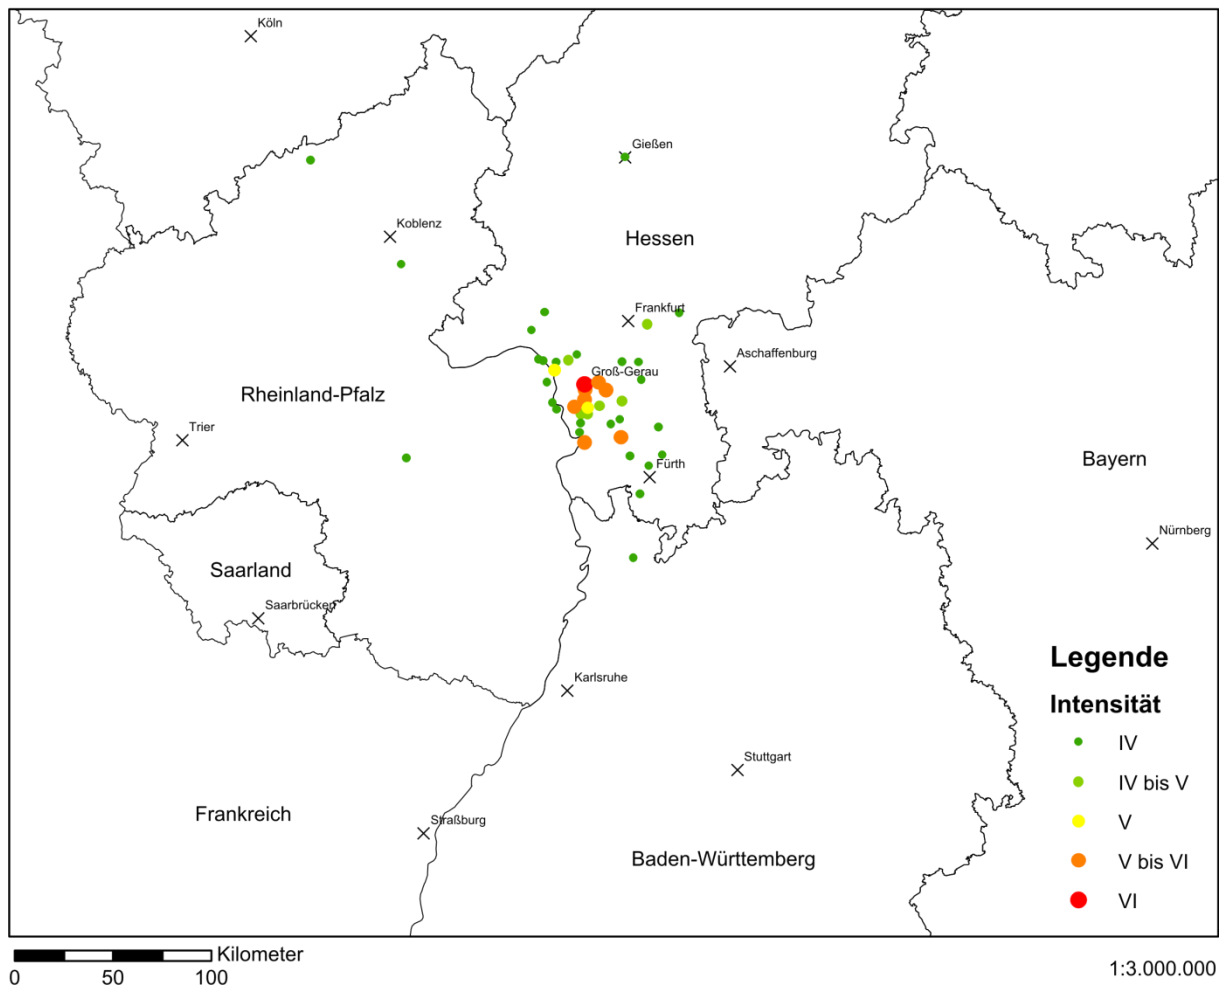 Köln
Gießen
Koblenz
Hessen
Frankfurt
Aschaffenburg
Groß-Gerau
Rheinland-Pfalz
Trier
Fürth
Bayern
Nürnberg
Saarland
Saarbrücken
Karlsruhe
Stuttgart
Frankreich
Straßburg
Baden-Württemberg
Legende
Intensität
IV
IV bis V
V
V bis VI
VI
Kilometer
0 50 100
1:3.000.000